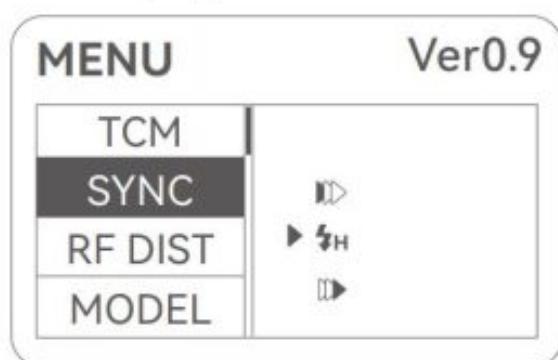 MENU Ver0.9
TCM
SYNC
RF DIST
H
MODEL